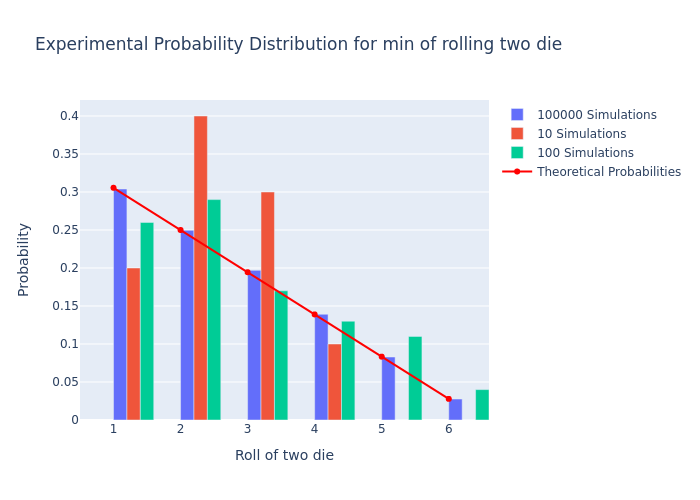 Experimental Probability Distribution for min of rolling two die
0.4
0.35
0.3
0.25
0.2
0.15
0.1
0.05
0
Probability
1 2 3 4 5 6
Roll of two die
100000 Simulations
10 Simulations
100 Simulations
Theoretical Probabilities